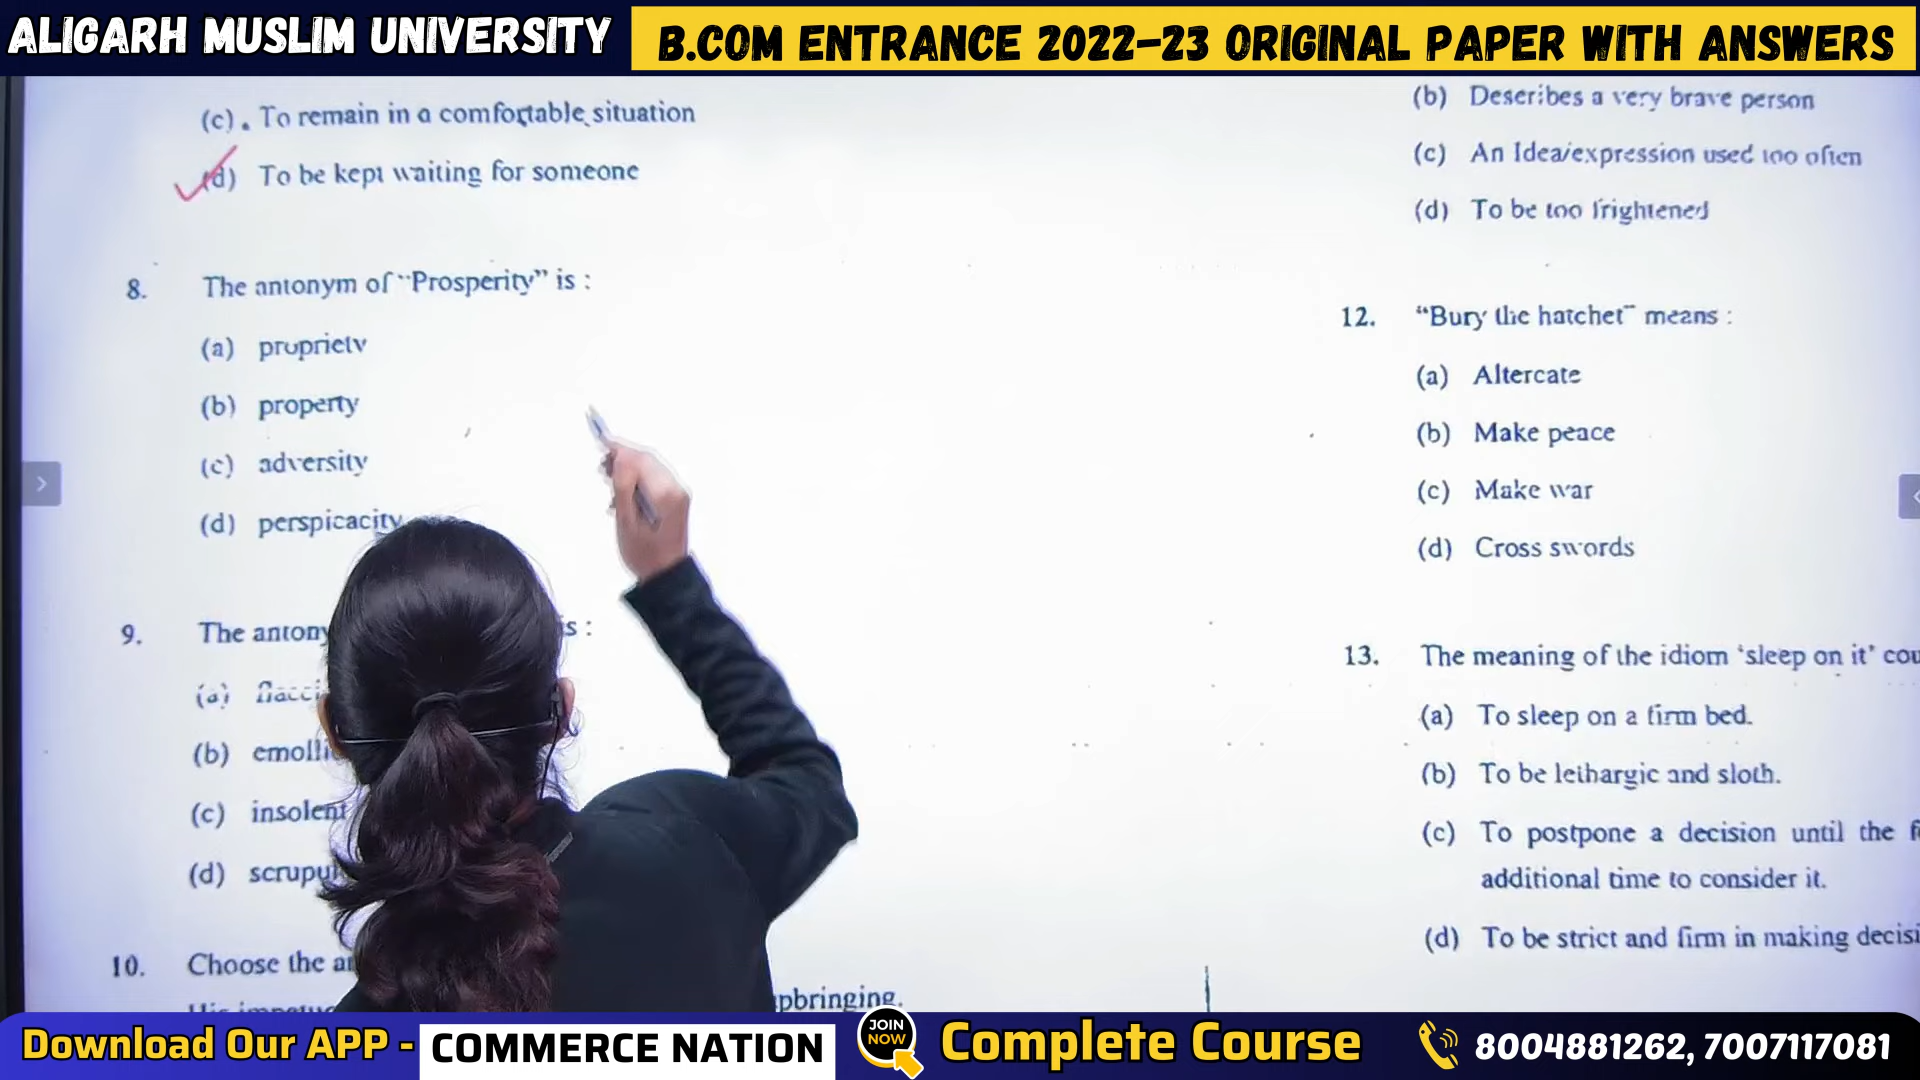 ALIGARH MUSLIM UNIVERSITY
B.COM ENTRANCE 2022-23 ORIGINAL PAPER WITH ANSWERS
(c) . To remain in a comfortable situation
(d) To be kept waiting for someone
8. The antonym of "Prosperity" is :
(a) propriety
(b) property
(c) adversity
(d) perspicacity
9. The antony s :
(a) flacci
(b) emolli
(c) insolent
(d) scrupul
10. Choose the an
His impetu pbringing.
(b) Describes a very brave person
(c) An Idea/expression used too often
(d) To be too frightened
12. "Bury the hatchet" means :
(a) Altercate
(b) Make peace
(c) Make war
(d) Cross swords
13. The meaning of the idiom 'sleep on it' cou
(a) To sleep on a firm bed.
(b) To be lethargic and sloth.
(c) To postpone a decision until the f
additional time to consider it.
(d) To be strict and firm in making decisi
Download Our APP - COMMERCE NATION
JOIN NOW
Complete Course
8004881262, 7007117081